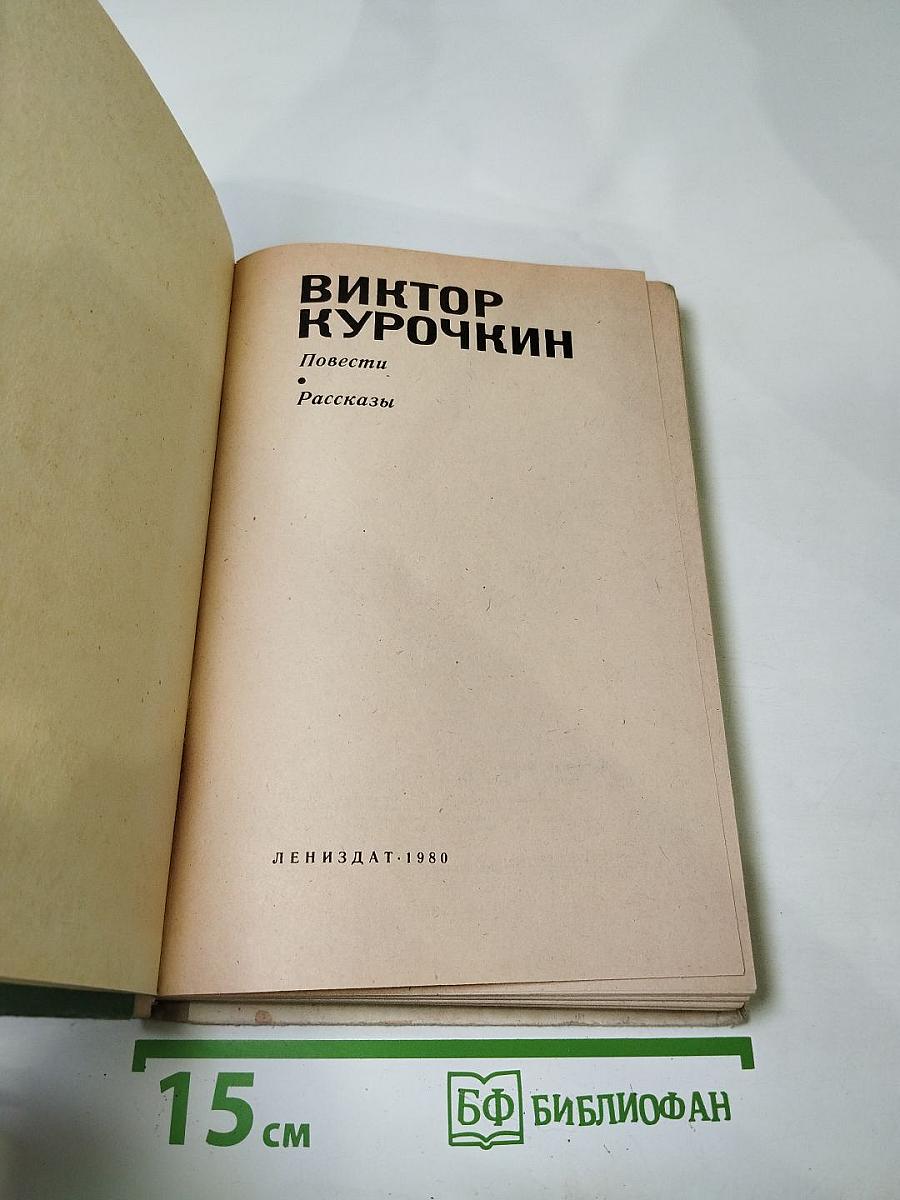 ВИКТОР
КУРОЧКИН
Повести
•
Рассказы
ЛЕНИЗДАТ·1980
15 см
БФ БИБЛИОФАН